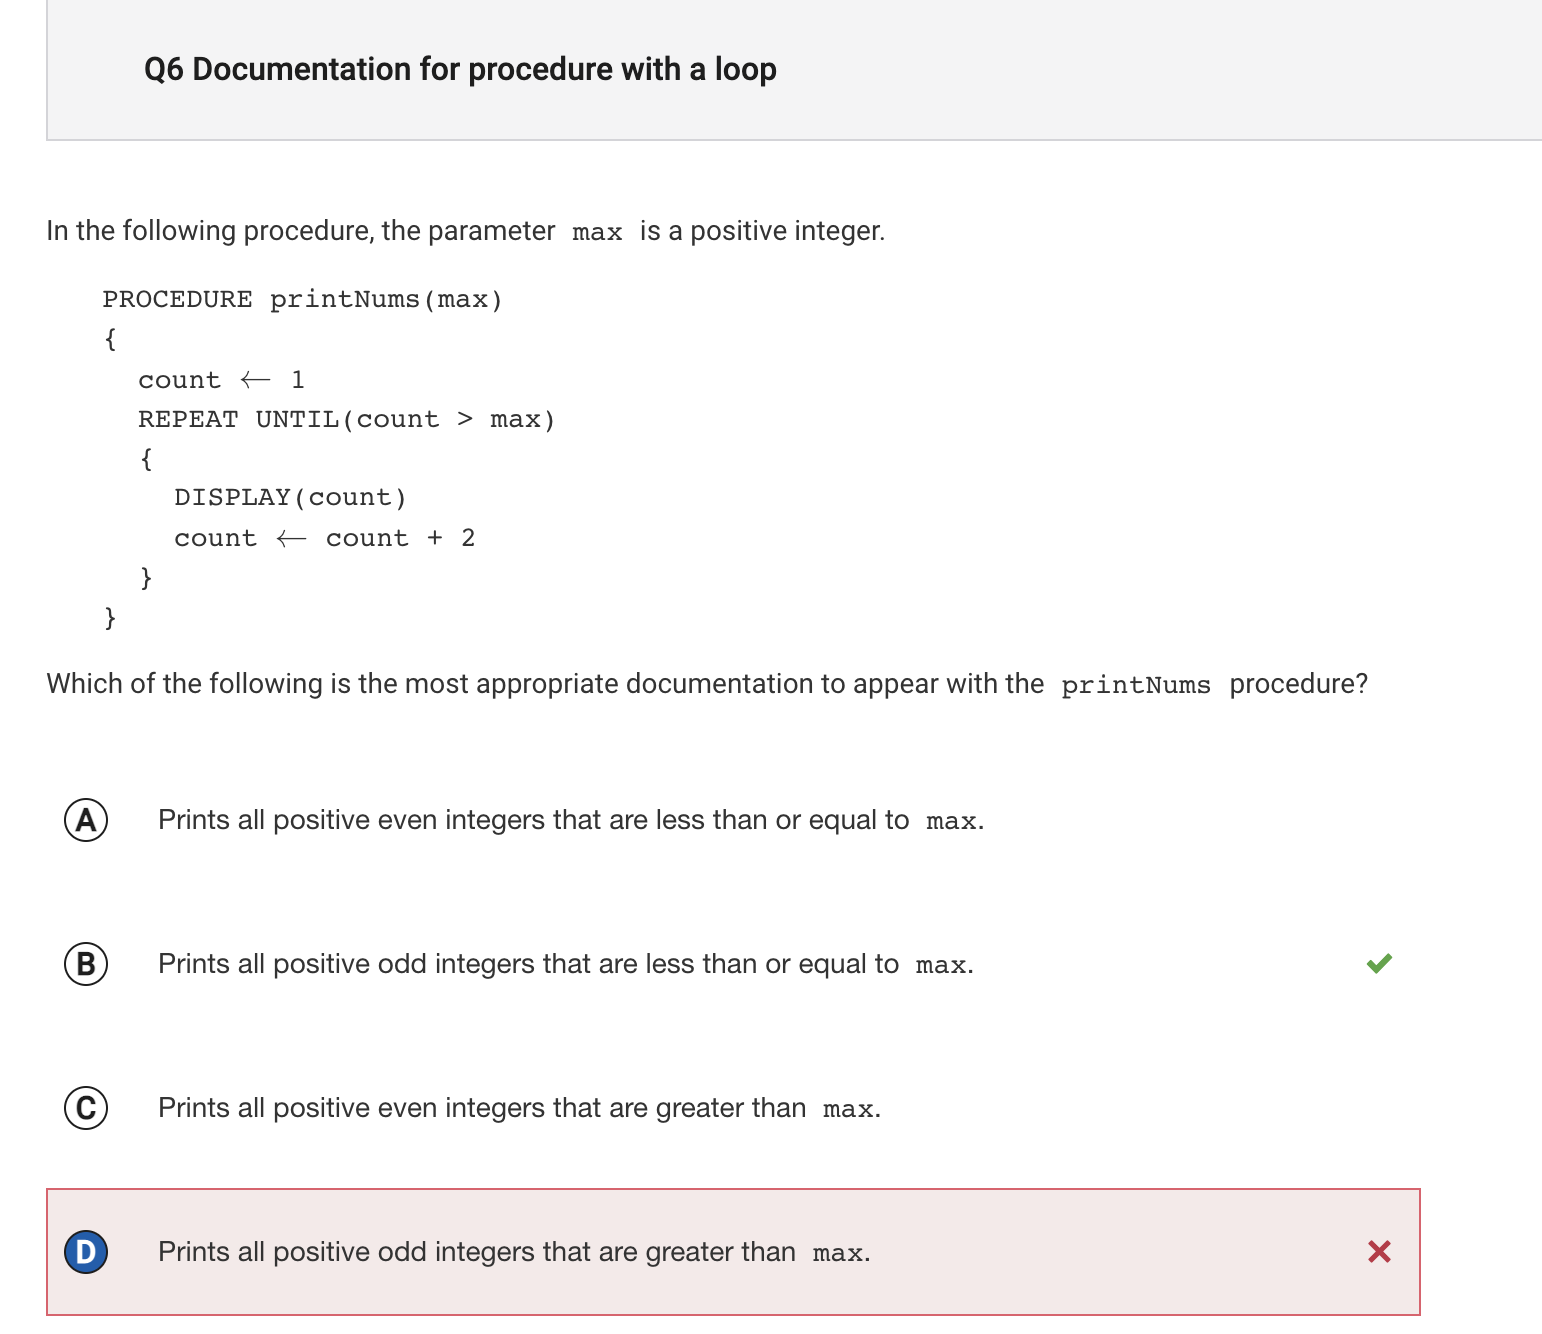 Q6 Documentation for procedure with a loop
In the following procedure, the parameter max is a positive integer.
PROCEDURE printNums(max)
{
count ← 1
REPEAT UNTIL(count > max)
{
DISPLAY(count)
count ← count + 2
}
}
Which of the following is the most appropriate documentation to appear with the printNums procedure?
A Prints all positive even integers that are less than or equal to max.
B Prints all positive odd integers that are less than or equal to max.
C Prints all positive even integers that are greater than max.
D Prints all positive odd integers that are greater than max.